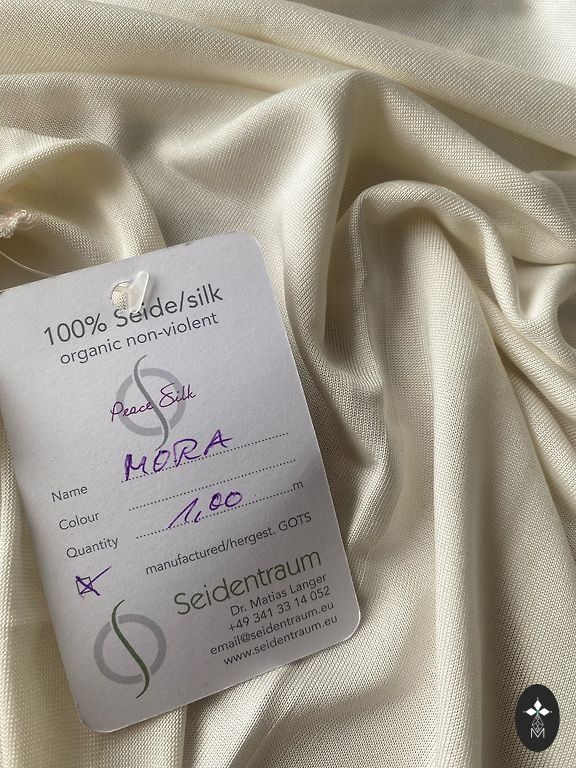 100% Seide/silk
organic non-violent
Peace Silk
Name MORA
Colour
Quantity 1,00 m
manufactured/hergest. GOTS
Seidentraum
Dr. Matias Langer
+49 341 33 14 052
email@seidentraum.eu
www.seidentraum.eu
M